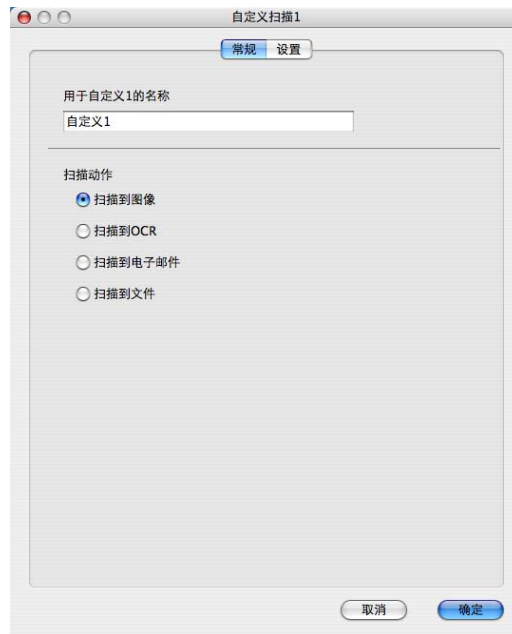 自定义扫描1
常规 设置
用于自定义1的名称
自定义1
扫描动作
扫描到图像
扫描到OCR
扫描到电子邮件
扫描到文件
取消 确定